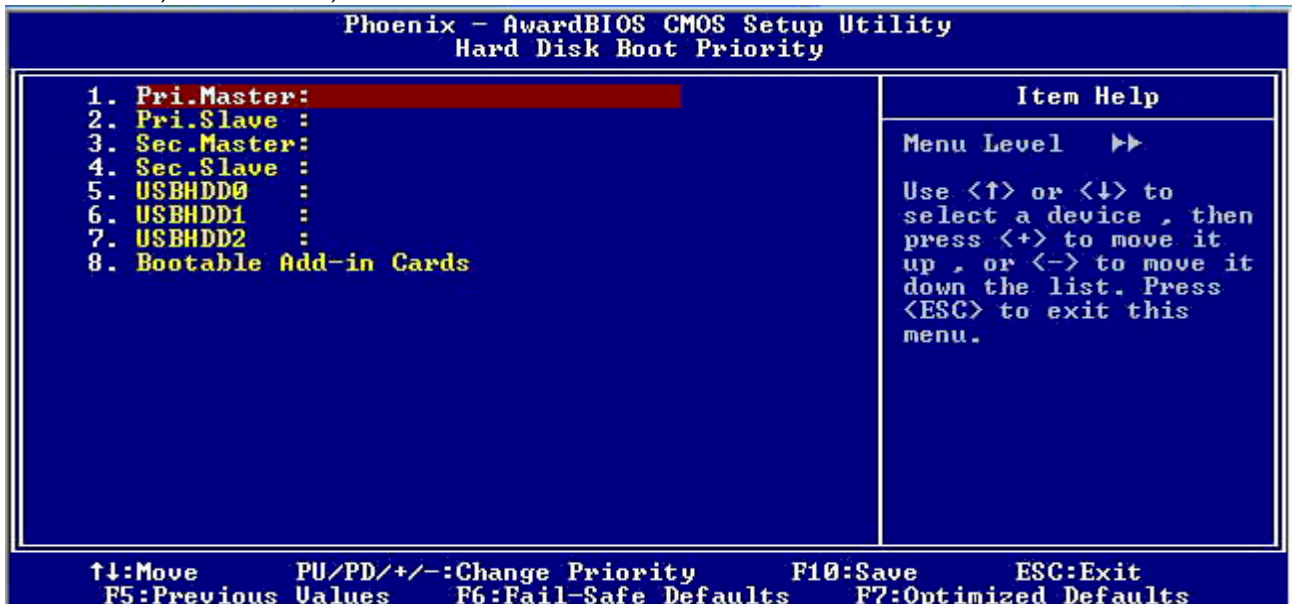 Phoenix - AwardBIOS CMOS Setup Utility
Hard Disk Boot Priority
1. Pri.Master:
2. Pri.Slave :
3. Sec.Master:
4. Sec.Slave :
5. USBHDD0 :
6. USBHDD1 :
7. USBHDD2 :
8. Bootable Add-in Cards
Item Help
Menu Level ▶▶
Use <↑> or <↓> to
select a device , then
press <+> to move it
up , or <-> to move it
down the list. Press
<ESC> to exit this
menu.
↑↓:Move PU/PD/+/-:Change Priority F10:Save ESC:Exit
F5:Previous Values F6:Fail-Safe Defaults F7:Optimized Defaults